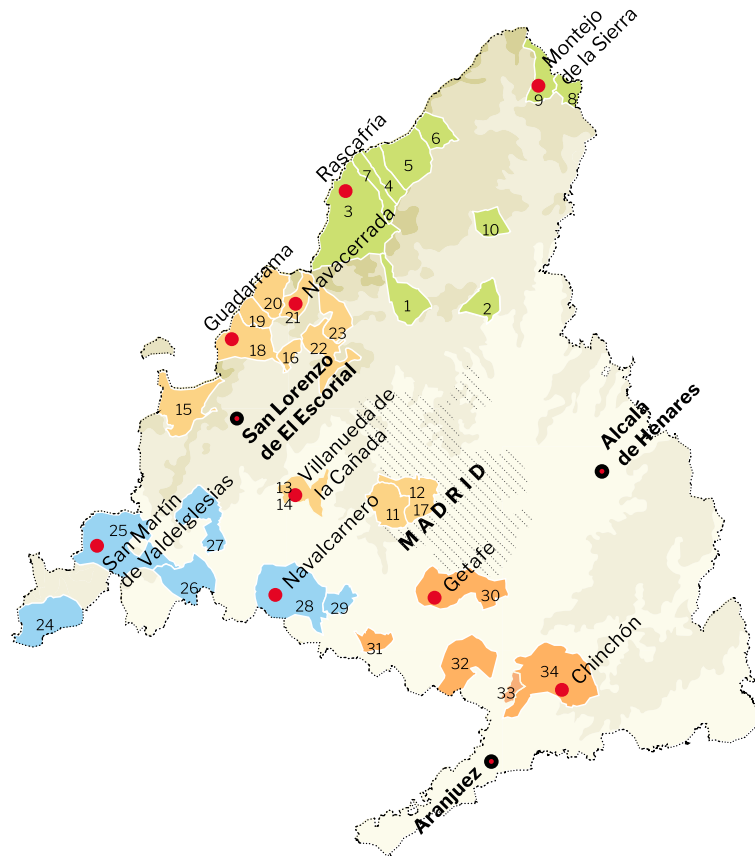 Montejo
de la Sierra
9
8
6
Rascafría
7
5
4
3
10
Navacerrada
Guadarrama
20
21
19
1
2
23
18
16
22
15
San Lorenzo
de El Escorial
Alcalá
de Henares
Villanueda de
la Cañada
13
14
12
11
17
MADRID
San Martín
de Valdeiglesias
25
27
26
24
Navalcarnero
28
29
Getafe
30
31
32
33
34
Chinchón
Aranjuez